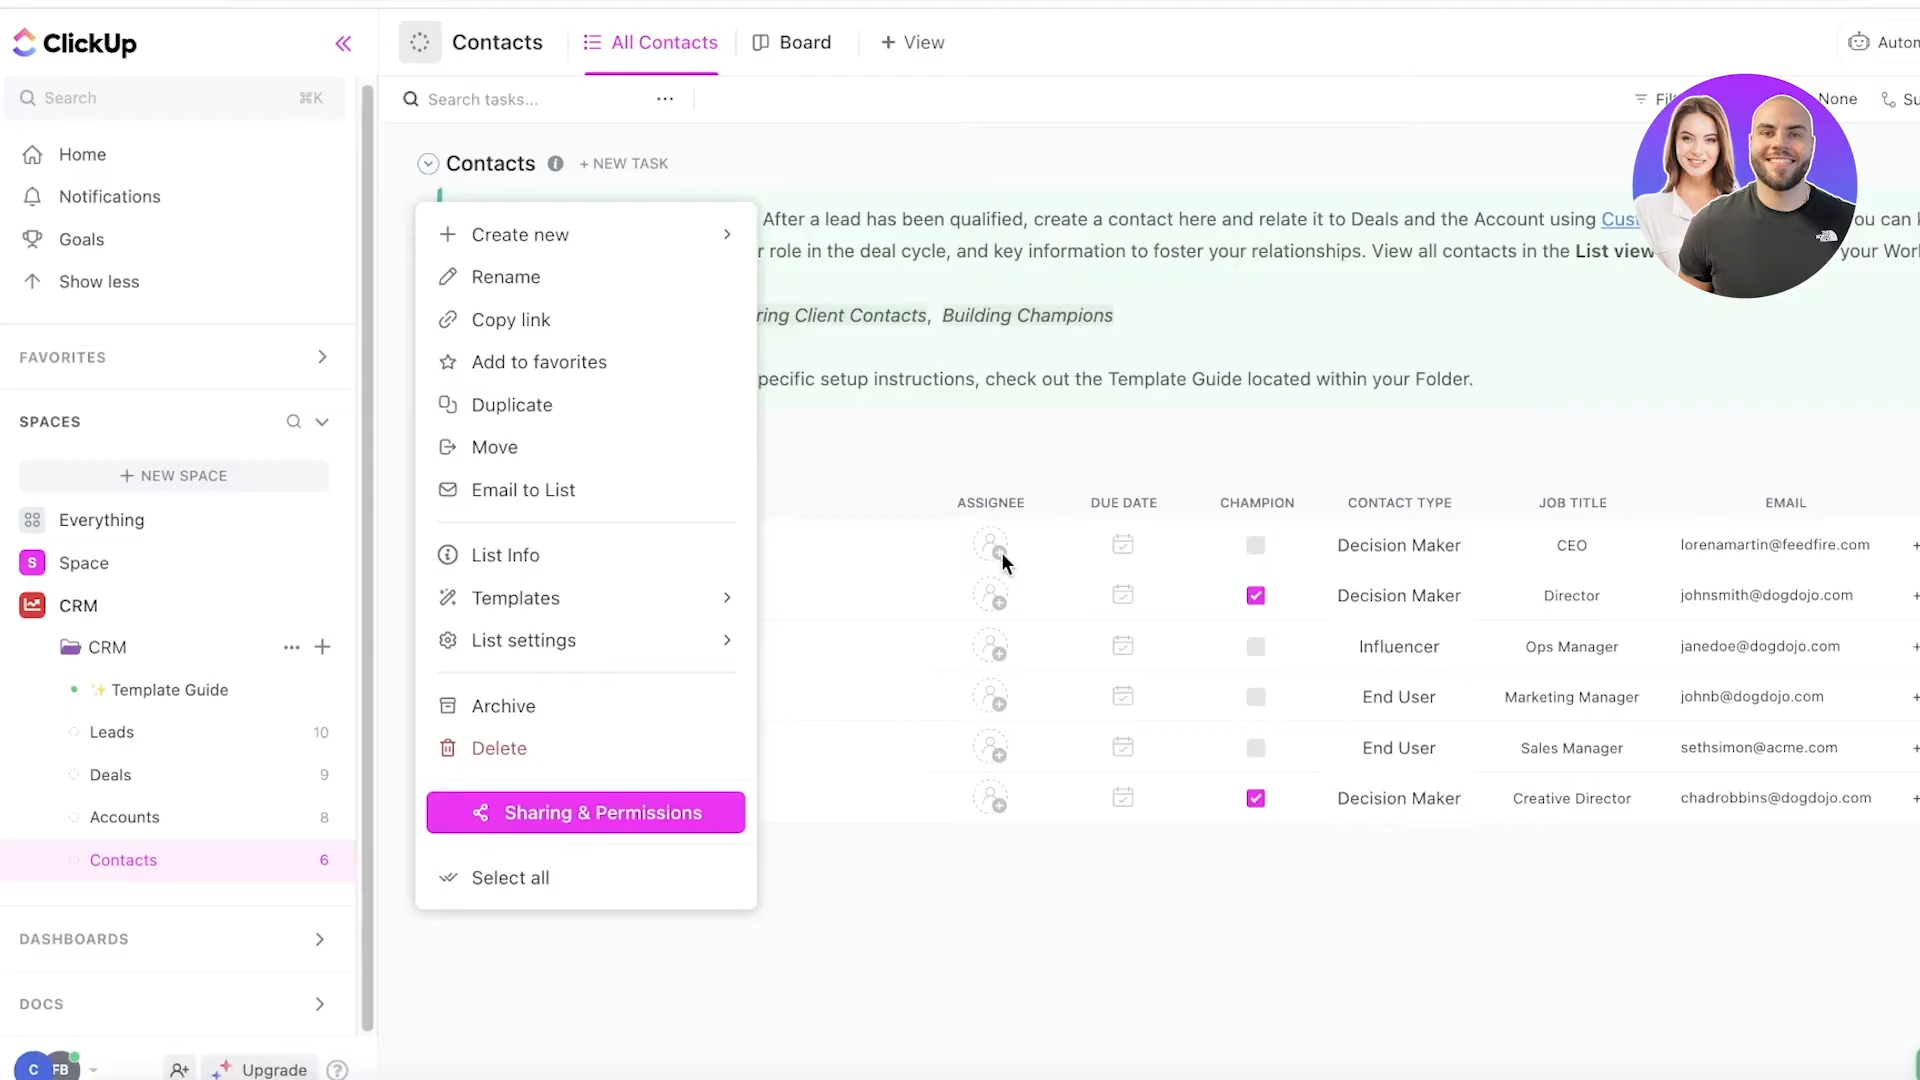 ClickUp
Search ⌘K
Home
Notifications
Goals
Show less
FAVORITES
SPACES
+ NEW SPACE
Everything
S Space
CRM
CRM
✨ Template Guide
Leads 10
Deals 9
Accounts 8
Contacts 6
DASHBOARDS
DOCS
C FB
Upgrade
Contacts
All Contacts
Board
+ View
Autom
Search tasks...
None
Su
Contacts + NEW TASK
After a lead has been qualified, create a contact here and relate it to Deals and the Account using
r role in the deal cycle, and key information to foster your relationships. View all contacts in the List view
ring Client Contacts, Building Champions
pecific setup instructions, check out the Template Guide located within your Folder.
Create new
Rename
Copy link
Add to favorites
Duplicate
Move
Email to List
List Info
Templates
List settings
Archive
Delete
Sharing & Permissions
Select all
ASSIGNEE DUE DATE CHAMPION CONTACT TYPE JOB TITLE EMAIL
Decision Maker CEO lorenamartin@feedfire.com
Decision Maker Director johnsmith@dogdojo.com
Influencer Ops Manager janedoe@dogdojo.com
End User Marketing Manager johnb@dogdojo.com
End User Sales Manager sethsimon@acme.com
Decision Maker Creative Director chadrobbins@dogdojo.com